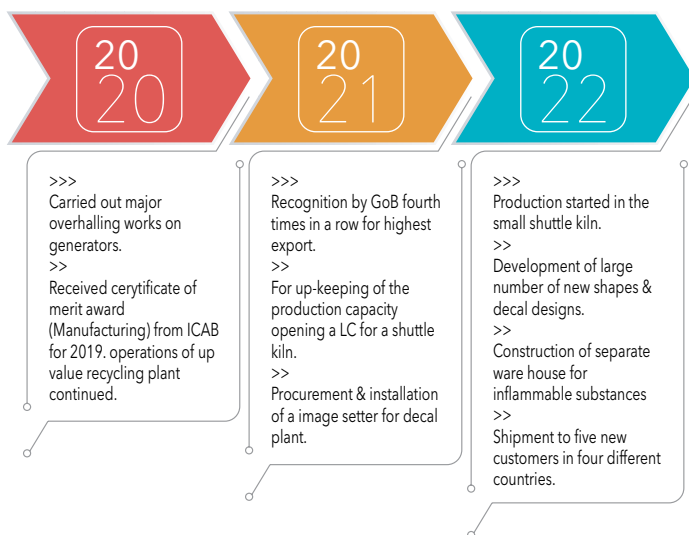 20
20
>>>
Carried out major
overhalling works on
generators.
>>
Received cerytificate of
merit award
(Manufacturing) from ICAB
for 2019. operations of up
value recycling plant
continued.
20
21
>>>
Recognition by GoB fourth
times in a row for highest
export.
>>
For up-keeping of the
production capacity
opening a LC for a shuttle
kiln.
>>
Procurement & installation
of a image setter for decal
plant.
20
22
>>>
Production started in the
small shuttle kiln.
>>
Development of large
number of new shapes &
decal designs.
>>
Construction of separate
ware house for
inflammable substances
>>
Shipment to five new
customers in four different
countries.